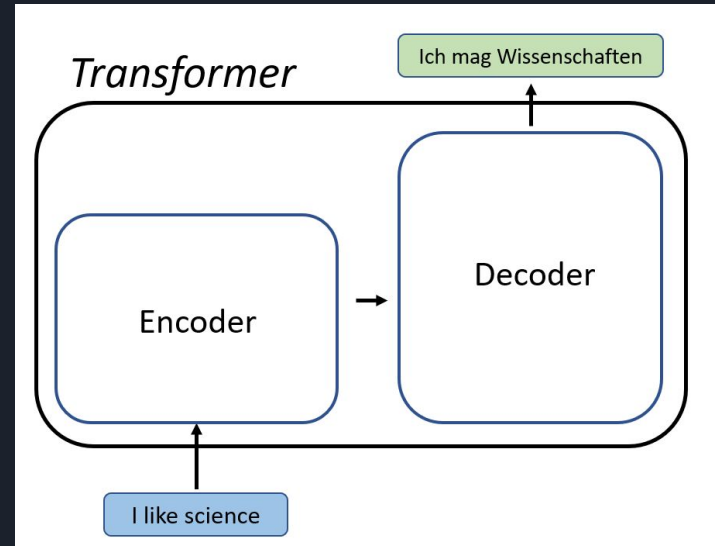 Transformer
Ich mag Wissenschaften
Encoder
Decoder
I like science